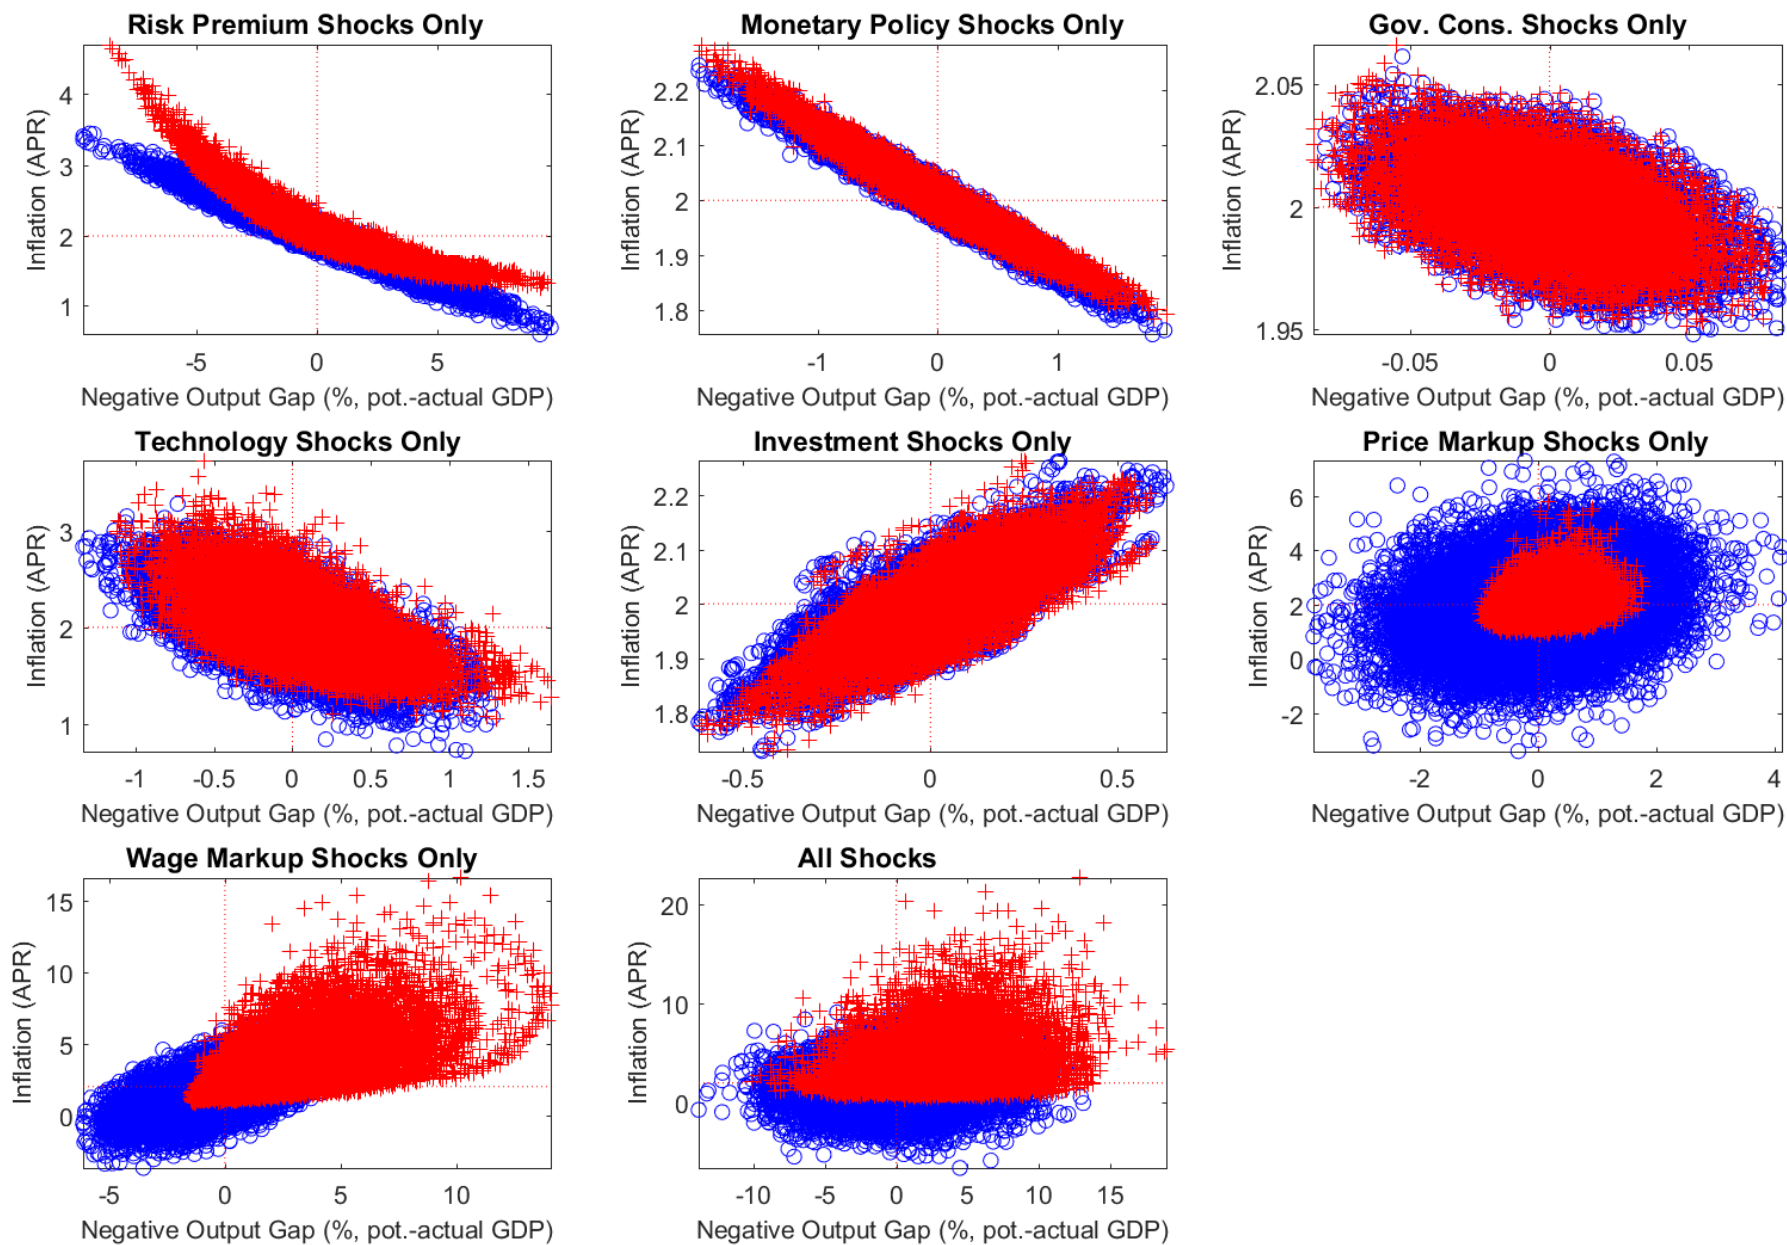 Risk Premium Shocks Only
Monetary Policy Shocks Only
Gov. Cons. Shocks Only
4
3
2
1
Inflation (APR)
-5
0
5
Negative Output Gap (%, pot.-actual GDP)
2.2
2.1
2
1.9
1.8
Inflation (APR)
-1
0
1
Negative Output Gap (%, pot.-actual GDP)
2.05
2
1.95
Inflation (APR)
-0.05
0
0.05
Negative Output Gap (%, pot.-actual GDP)
Technology Shocks Only
Investment Shocks Only
Price Markup Shocks Only
3
2
1
Inflation (APR)
-1
-0.5
0
0.5
1
1.5
Negative Output Gap (%, pot.-actual GDP)
2.2
2.1
2
1.9
1.8
Inflation (APR)
-0.5
0
0.5
Negative Output Gap (%, pot.-actual GDP)
6
4
2
0
-2
Inflation (APR)
-2
0
2
4
Negative Output Gap (%, pot.-actual GDP)
Wage Markup Shocks Only
All Shocks
15
10
5
0
Inflation (APR)
-5
0
5
10
Negative Output Gap (%, pot.-actual GDP)
20
10
0
Inflation (APR)
-10
-5
0
5
10
15
Negative Output Gap (%, pot.-actual GDP)